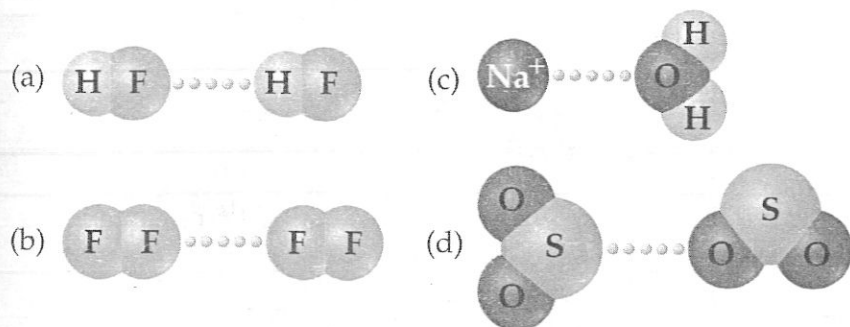 (a) H F H F
(c) Na⁺ O H H
(b) F F F F
(d) O O S S O O